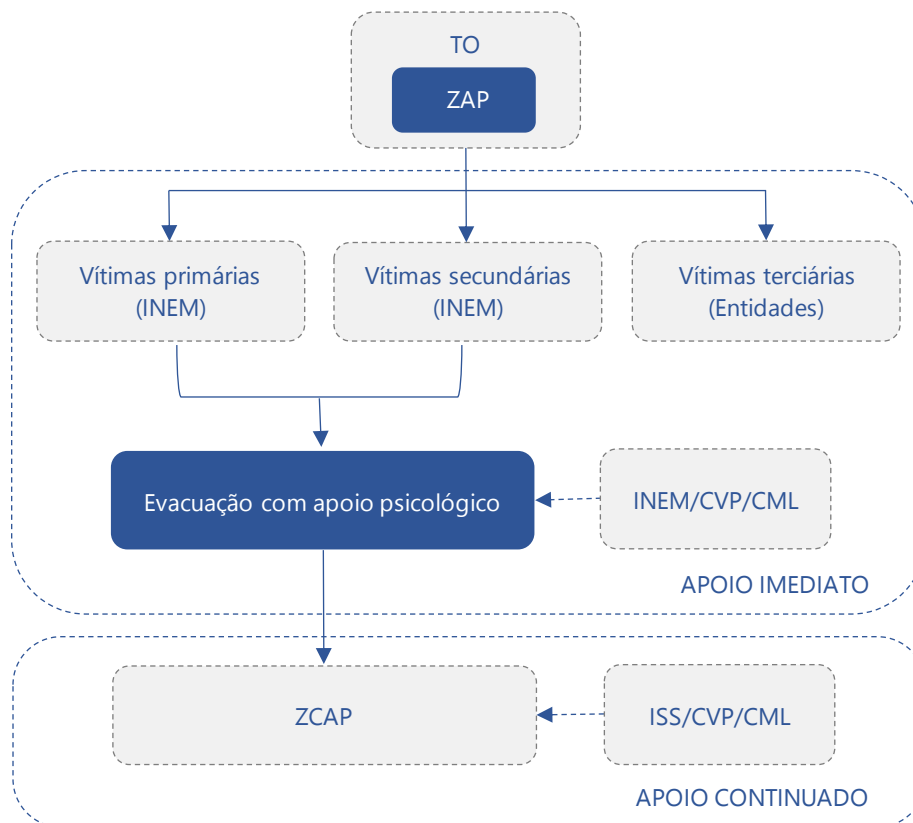 TO
ZAP
Vítimas primárias
(INEM)
Vítimas secundárias
(INEM)
Vítimas terciárias
(Entidades)
Evacuação com apoio psicológico
INEM/CVP/CML
APOIO IMEDIATO
ZCAP
ISS/CVP/CML
APOIO CONTINUADO